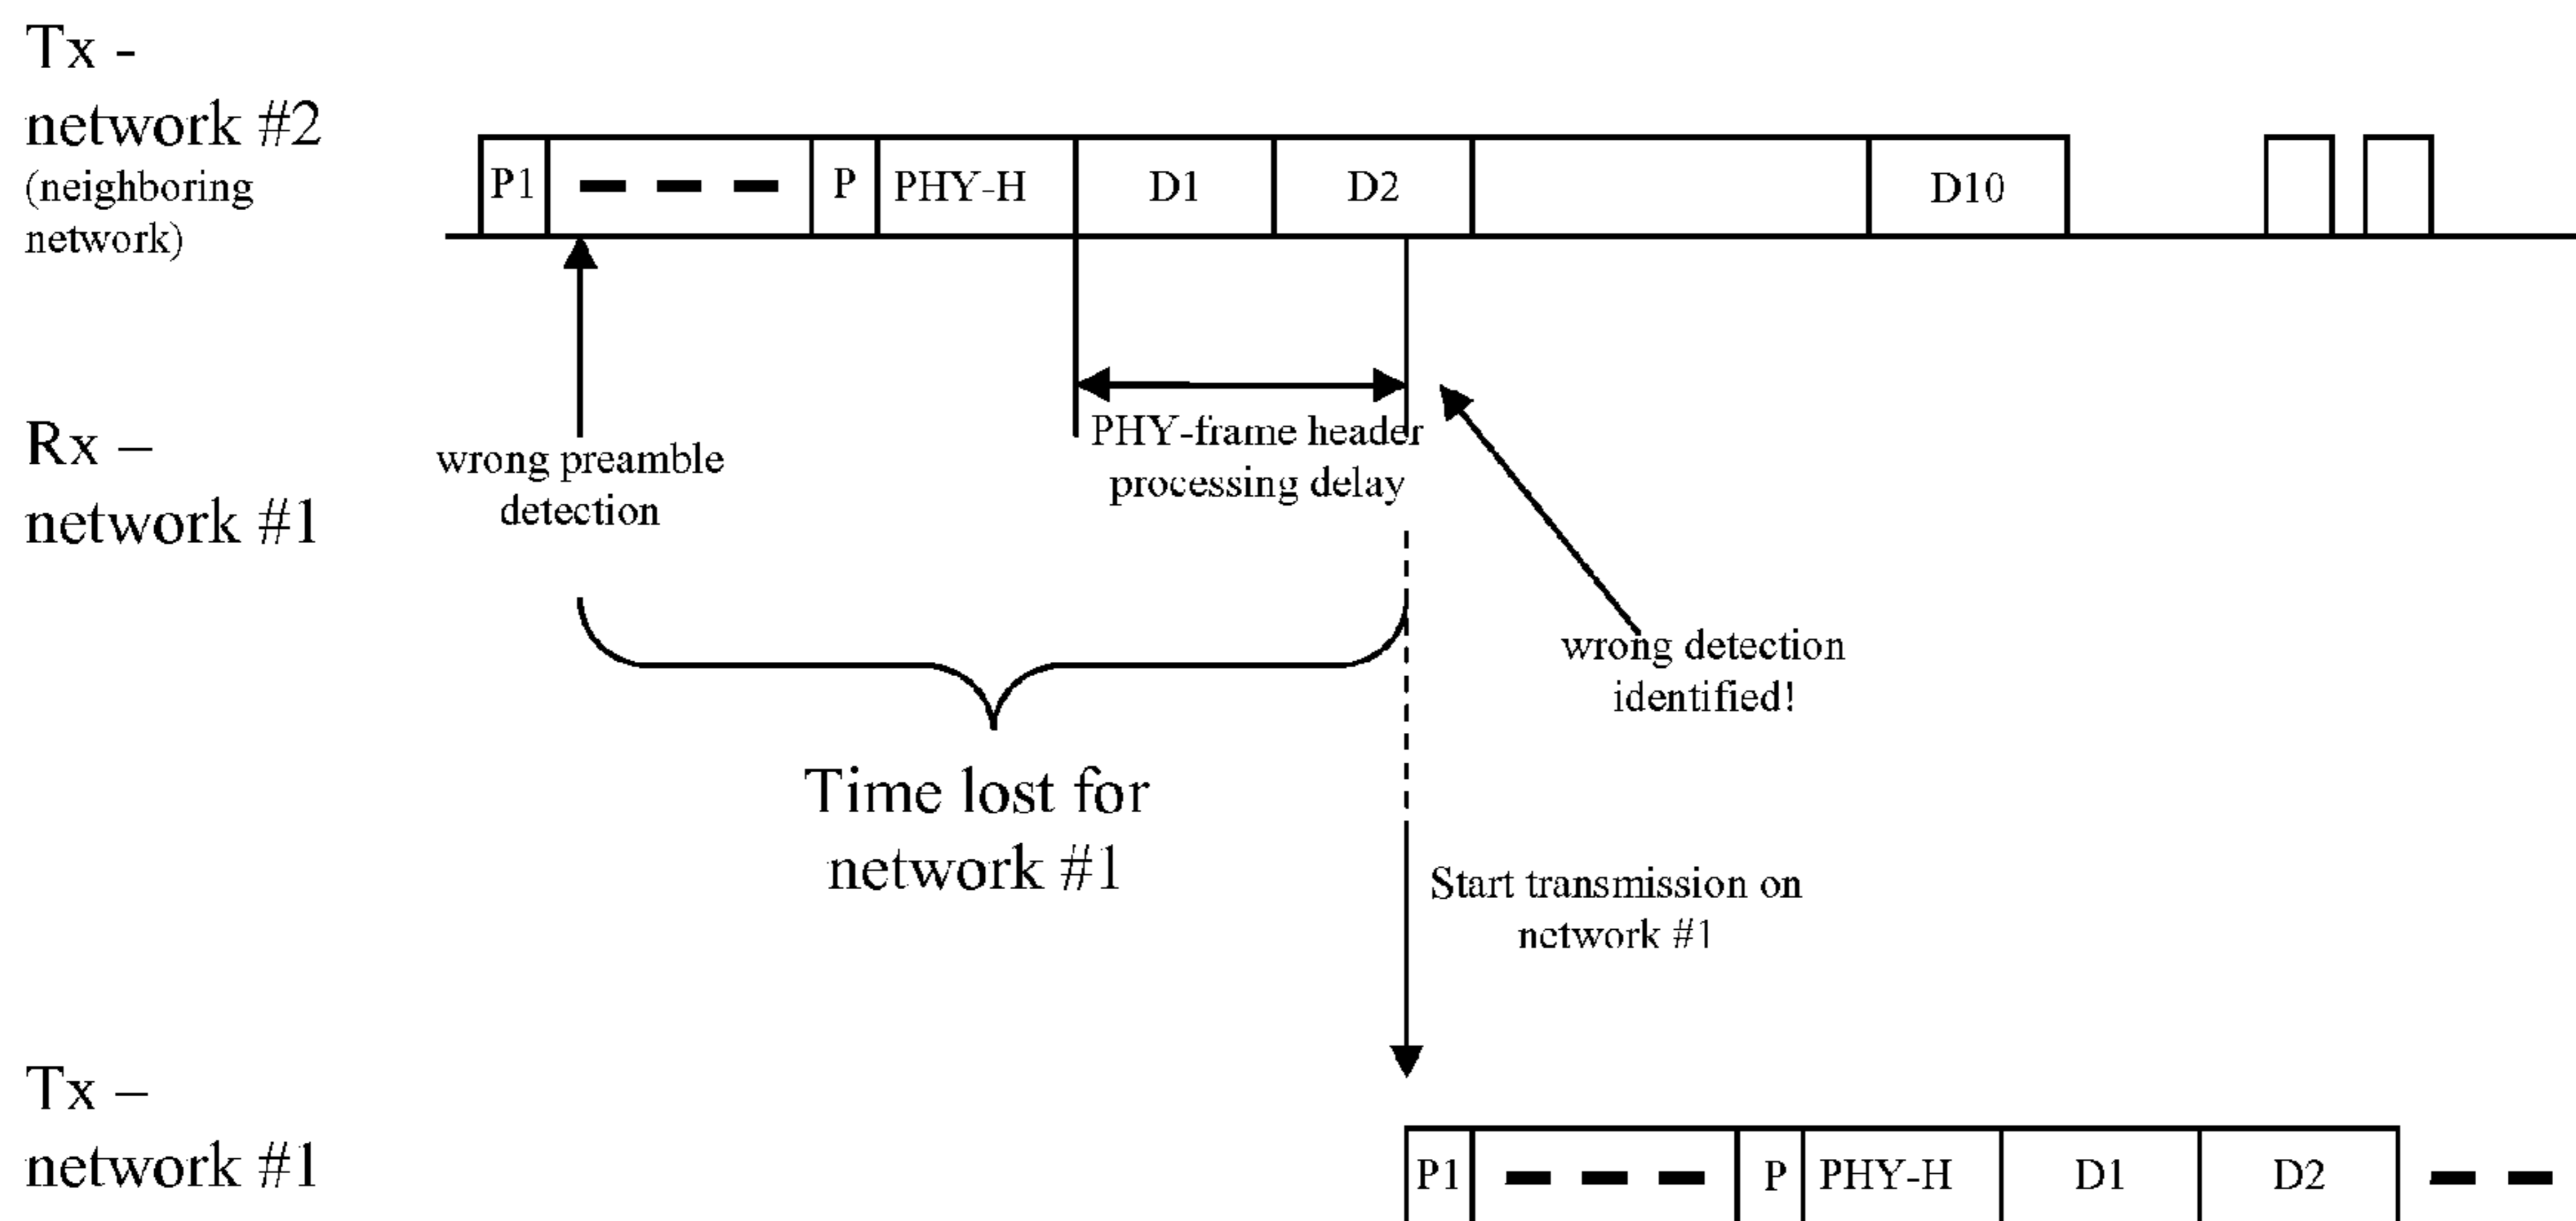 Tx -
network #2
(neighboring
network)
P1
P
PHY-H
D1
D2
D10
Rx –
network #1
wrong preamble
detection
PHY-frame header
processing delay
wrong detection
identified!
Time lost for
network #1
Start transmission on
network #1
Tx –
network #1
P1
P
PHY-H
D1
D2